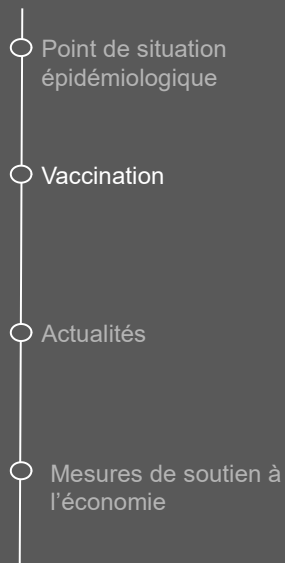 Point de situation
épidémiologique
Vaccination
Actualités
Mesures de soutien à
l’économie